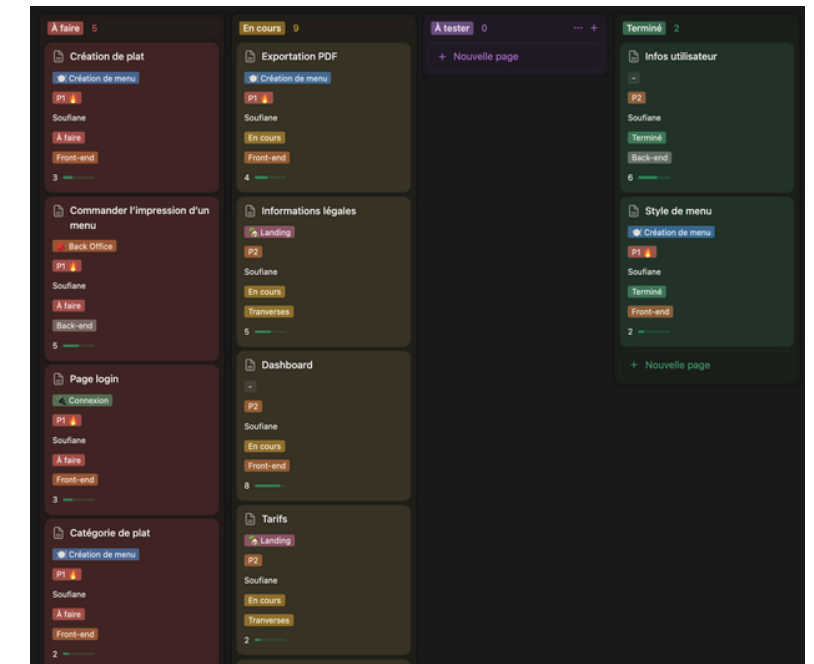 À faire 5
Création de plat
Création de menu
P1
Soufiane
À faire
Front-end
3
Commander l'impression d'un
menu
Back Office
P1
Soufiane
À faire
Back-end
5
Page login
Connexion
P1
Soufiane
À faire
Front-end
3
Catégorie de plat
Création de menu
P1
Soufiane
À faire
Front-end
2
En cours 9
Exportation PDF
Création de menu
P1
Soufiane
En cours
Front-end
4
Informations légales
Landing
P2
Soufiane
En cours
Tranverses
5
Dashboard
-
P2
Soufiane
En cours
Front-end
8
Tarifs
Landing
P2
Soufiane
En cours
Tranverses
2
À tester 0 ... +
+ Nouvelle page
Terminé 2
Infos utilisateur
-
P2
Soufiane
Terminé
Back-end
6
Style de menu
Création de menu
P1
Soufiane
Terminé
Front-end
2
+ Nouvelle page